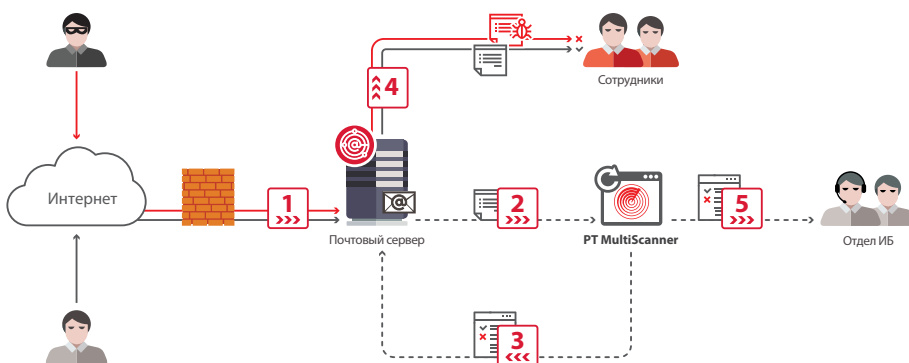 4
Сотрудники
Интернет
1
@
2
5
Почтовый сервер
PT MultiScanner
Отдел ИБ
3